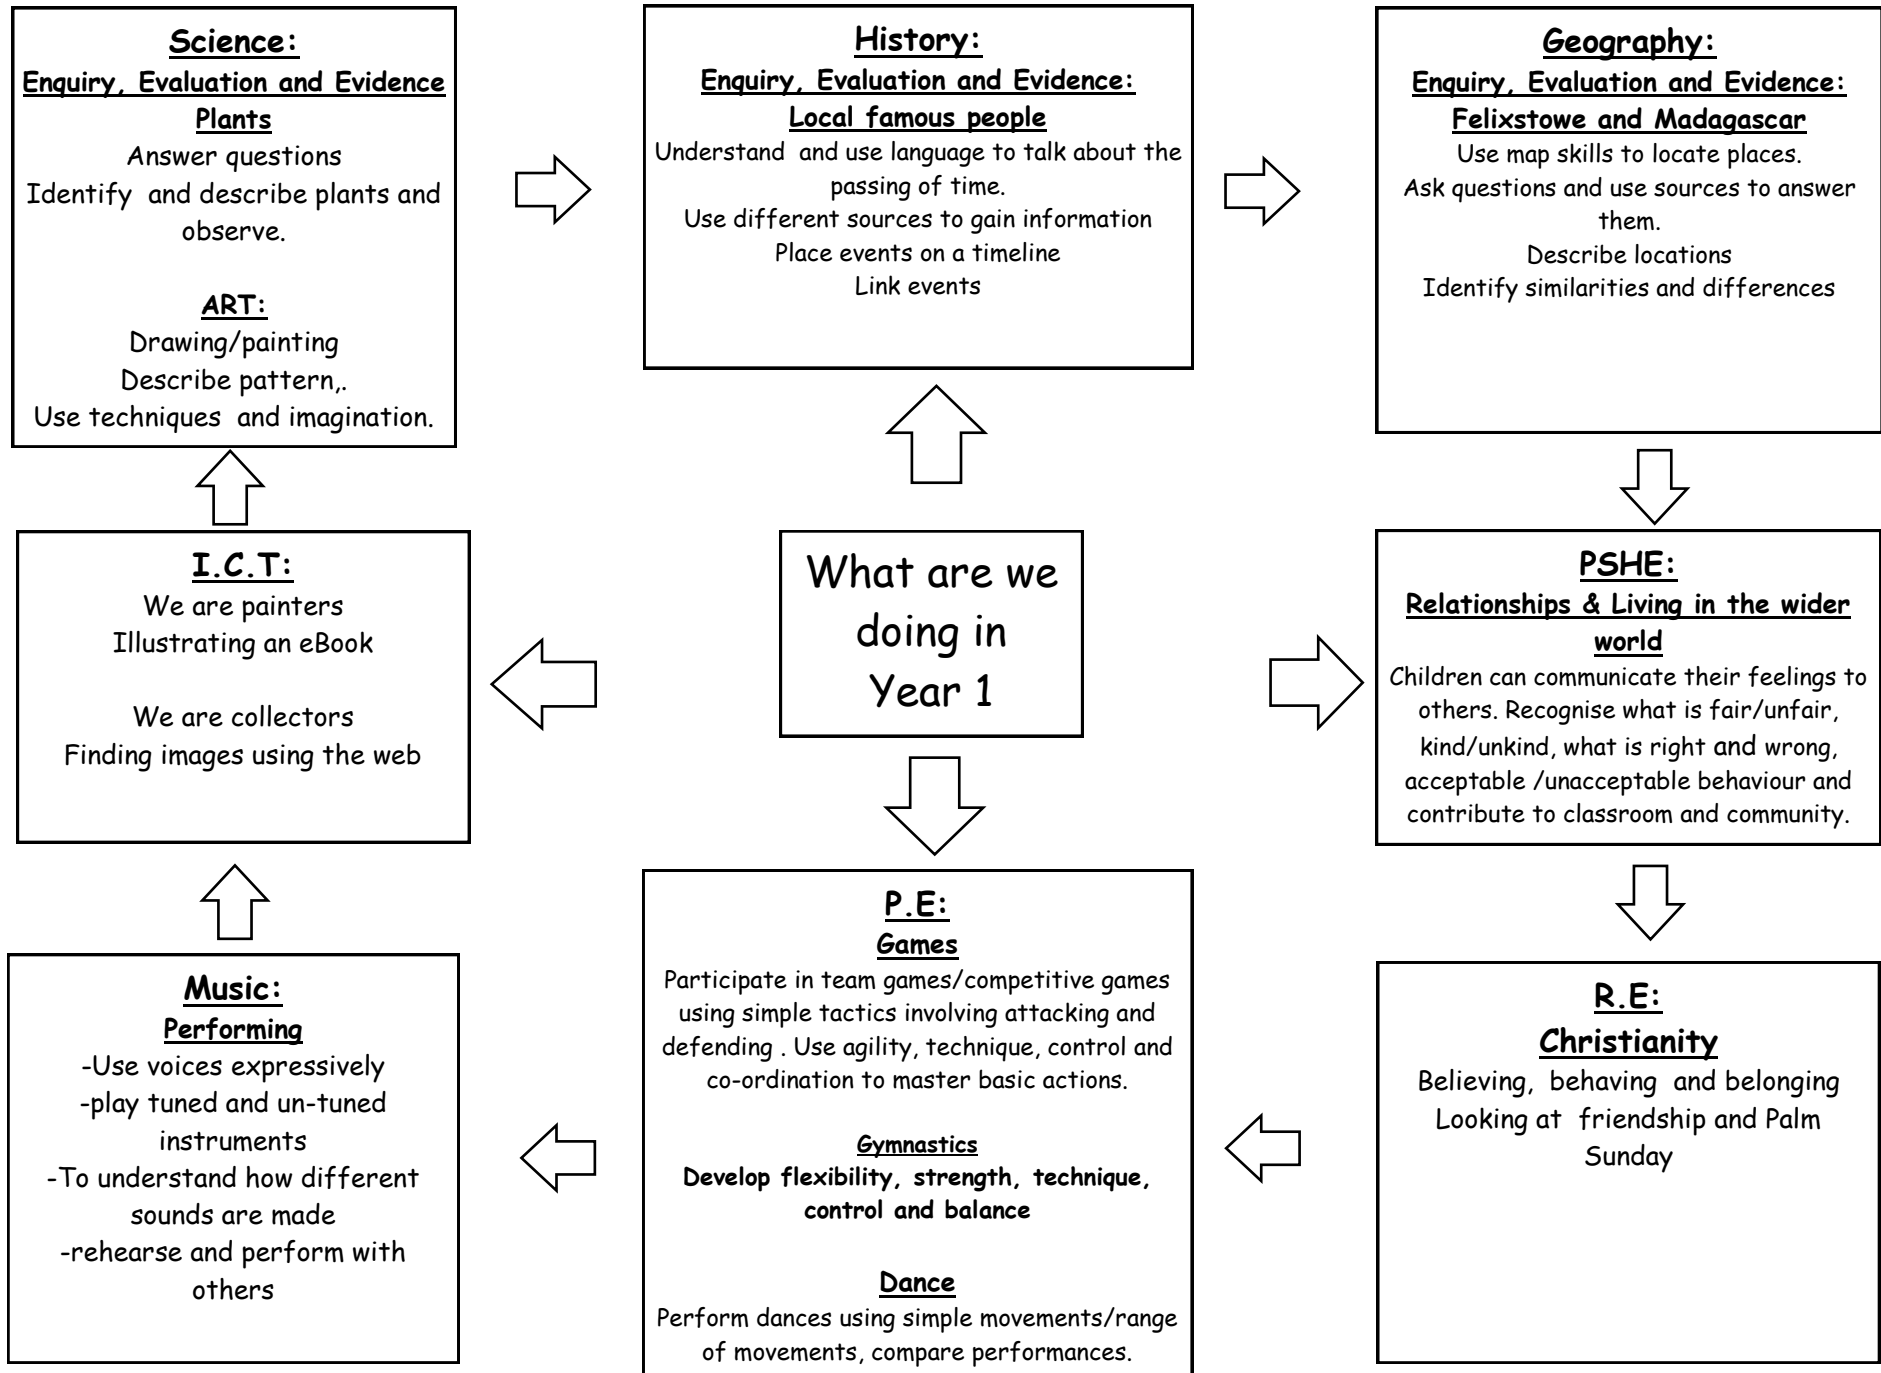 Science:
Enquiry, Evaluation and Evidence
Plants
Answer questions
Identify and describe plants and
observe.
ART:
Drawing/painting
Describe pattern,.
Use techniques and imagination.
History:
Enquiry, Evaluation and Evidence:
Local famous people
Understand and use language to talk about the
passing of time.
Use different sources to gain information
Place events on a timeline
Link events
Geography:
Enquiry, Evaluation and Evidence:
Felixstowe and Madagascar
Use map skills to locate places.
Ask questions and use sources to answer
them.
Describe locations
Identify similarities and differences
I.C.T:
We are painters
Illustrating an eBook
We are collectors
Finding images using the web
What are we
doing in
Year 1
PSHE:
Relationships & Living in the wider
world
Children can communicate their feelings to
others. Recognise what is fair/unfair,
kind/unkind, what is right and wrong,
acceptable /unacceptable behaviour and
contribute to classroom and community.
Music:
Performing
-Use voices expressively
-play tuned and un-tuned
instruments
-To understand how different
sounds are made
-rehearse and perform with
others
P.E:
Games
Participate in team games/competitive games
using simple tactics involving attacking and
defending . Use agility, technique, control and
co-ordination to master basic actions.
Gymnastics
Develop flexibility, strength, technique,
control and balance
Dance
Perform dances using simple movements/range
of movements, compare performances.
R.E:
Christianity
Believing, behaving and belonging
Looking at friendship and Palm
Sunday